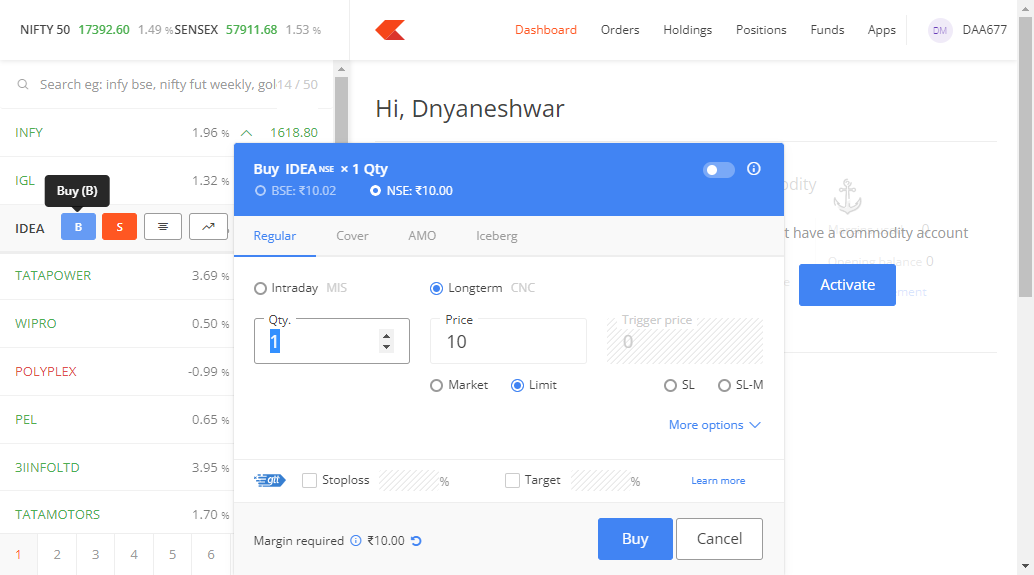 NIFTY 50 17392.60 1.49 % SENSEX 57911.68 1.53 %
Dashboard Orders Holdings Positions Funds Apps DM DAA677
Search eg: infy bse, nifty fut weekly, gol 14 / 50
Hi, Dnyaneshwar
INFY 1.96 % 1618.80
IGL 1.32 %
Buy (B)
IDEA B S %
TATAPOWER 3.69 %
WIPRO 0.50 %
POLYPLEX -0.99 %
PEL 0.65 %
3IINFOLTD 3.95 %
TATAMOTORS 1.70 %
1 2 3 4 5 6
Buy IDEA NSE × 1 Qty
BSE: ₹10.02 NSE: ₹10.00
Regular Cover AMO Iceberg
Intraday MIS Longterm CNC
Qty. Price Trigger price
1 10 0
Market Limit SL SL-M
More options
gtt Stoploss % Target % Learn more
Margin required ₹10.00 Buy Cancel
odity
t have a commodity account
0
Opening balance 0
Activate